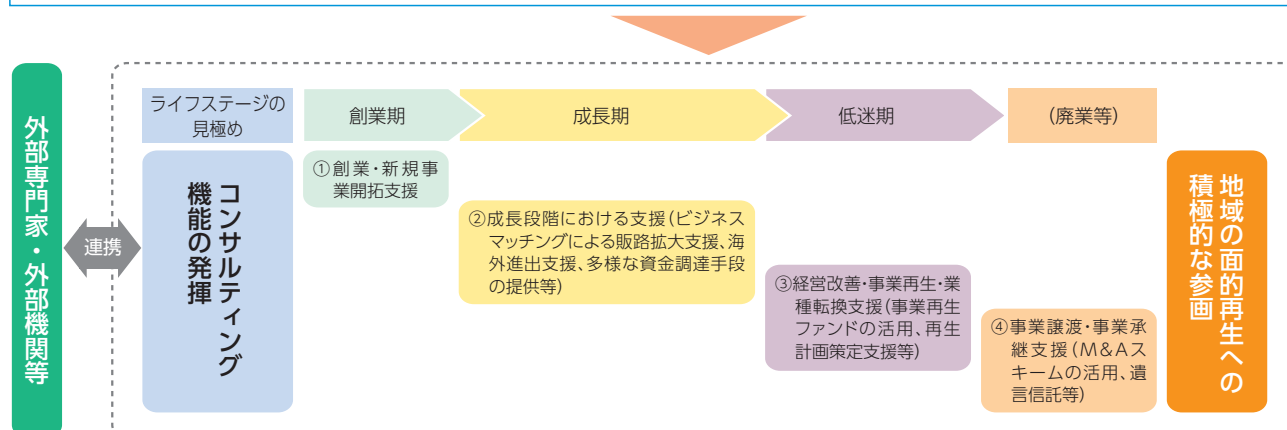 外部専門家・外部機関等
連携
ライフステージの
見極め
コンサルティング
機能の発揮
創業期
成長期
低迷期
(廃業等)
①創業・新規事
業開拓支援
②成長段階における支援(ビジネス
マッチングによる販路拡大支援、海
外進出支援、多様な資金調達手段
の提供等)
③経営改善・事業再生・業
種転換支援(事業再生
ファンドの活用、再生
計画策定支援等)
④事業譲渡・事業承
継支援(M&Aス
キームの活用、遺
言信託等)
地域の面的再生への
積極的な参画